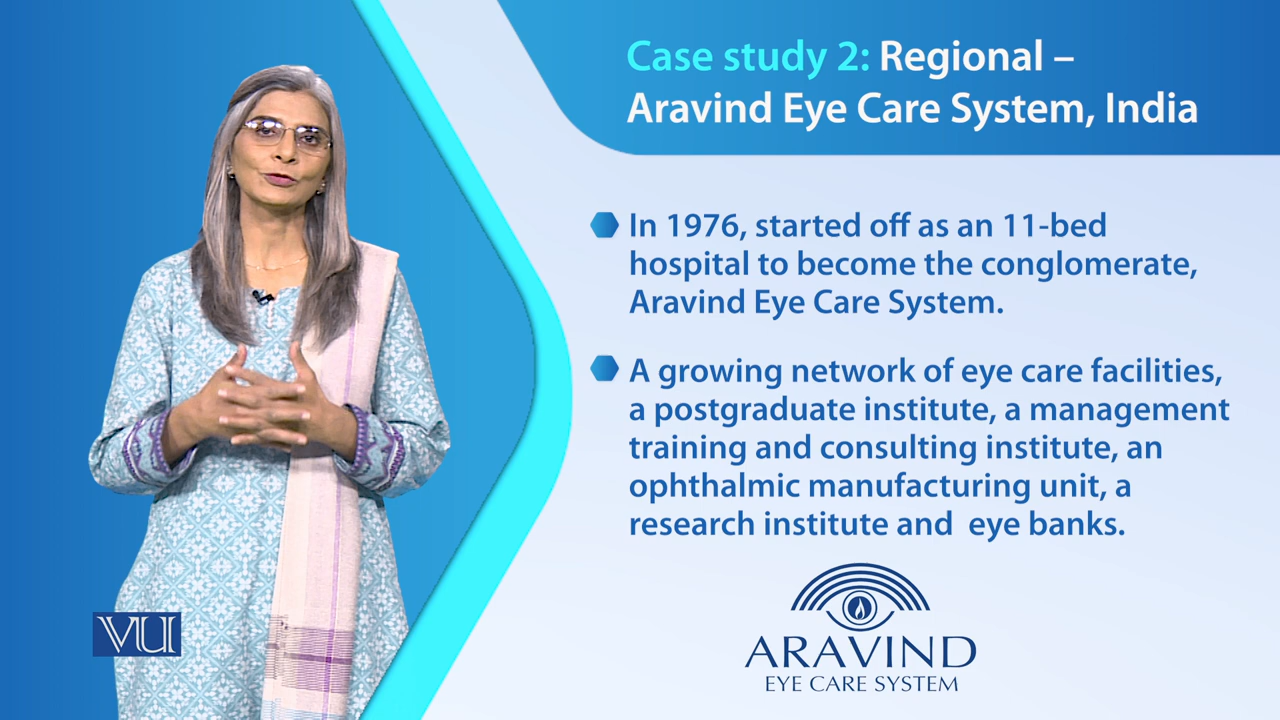 Case study 2: Regional –
Aravind Eye Care System, India
In 1976, started off as an 11-bed
hospital to become the conglomerate,
Aravind Eye Care System.
A growing network of eye care facilities,
a postgraduate institute, a management
training and consulting institute, an
ophthalmic manufacturing unit, a
research institute and  eye banks.
VU
ARAVIND
EYE CARE SYSTEM